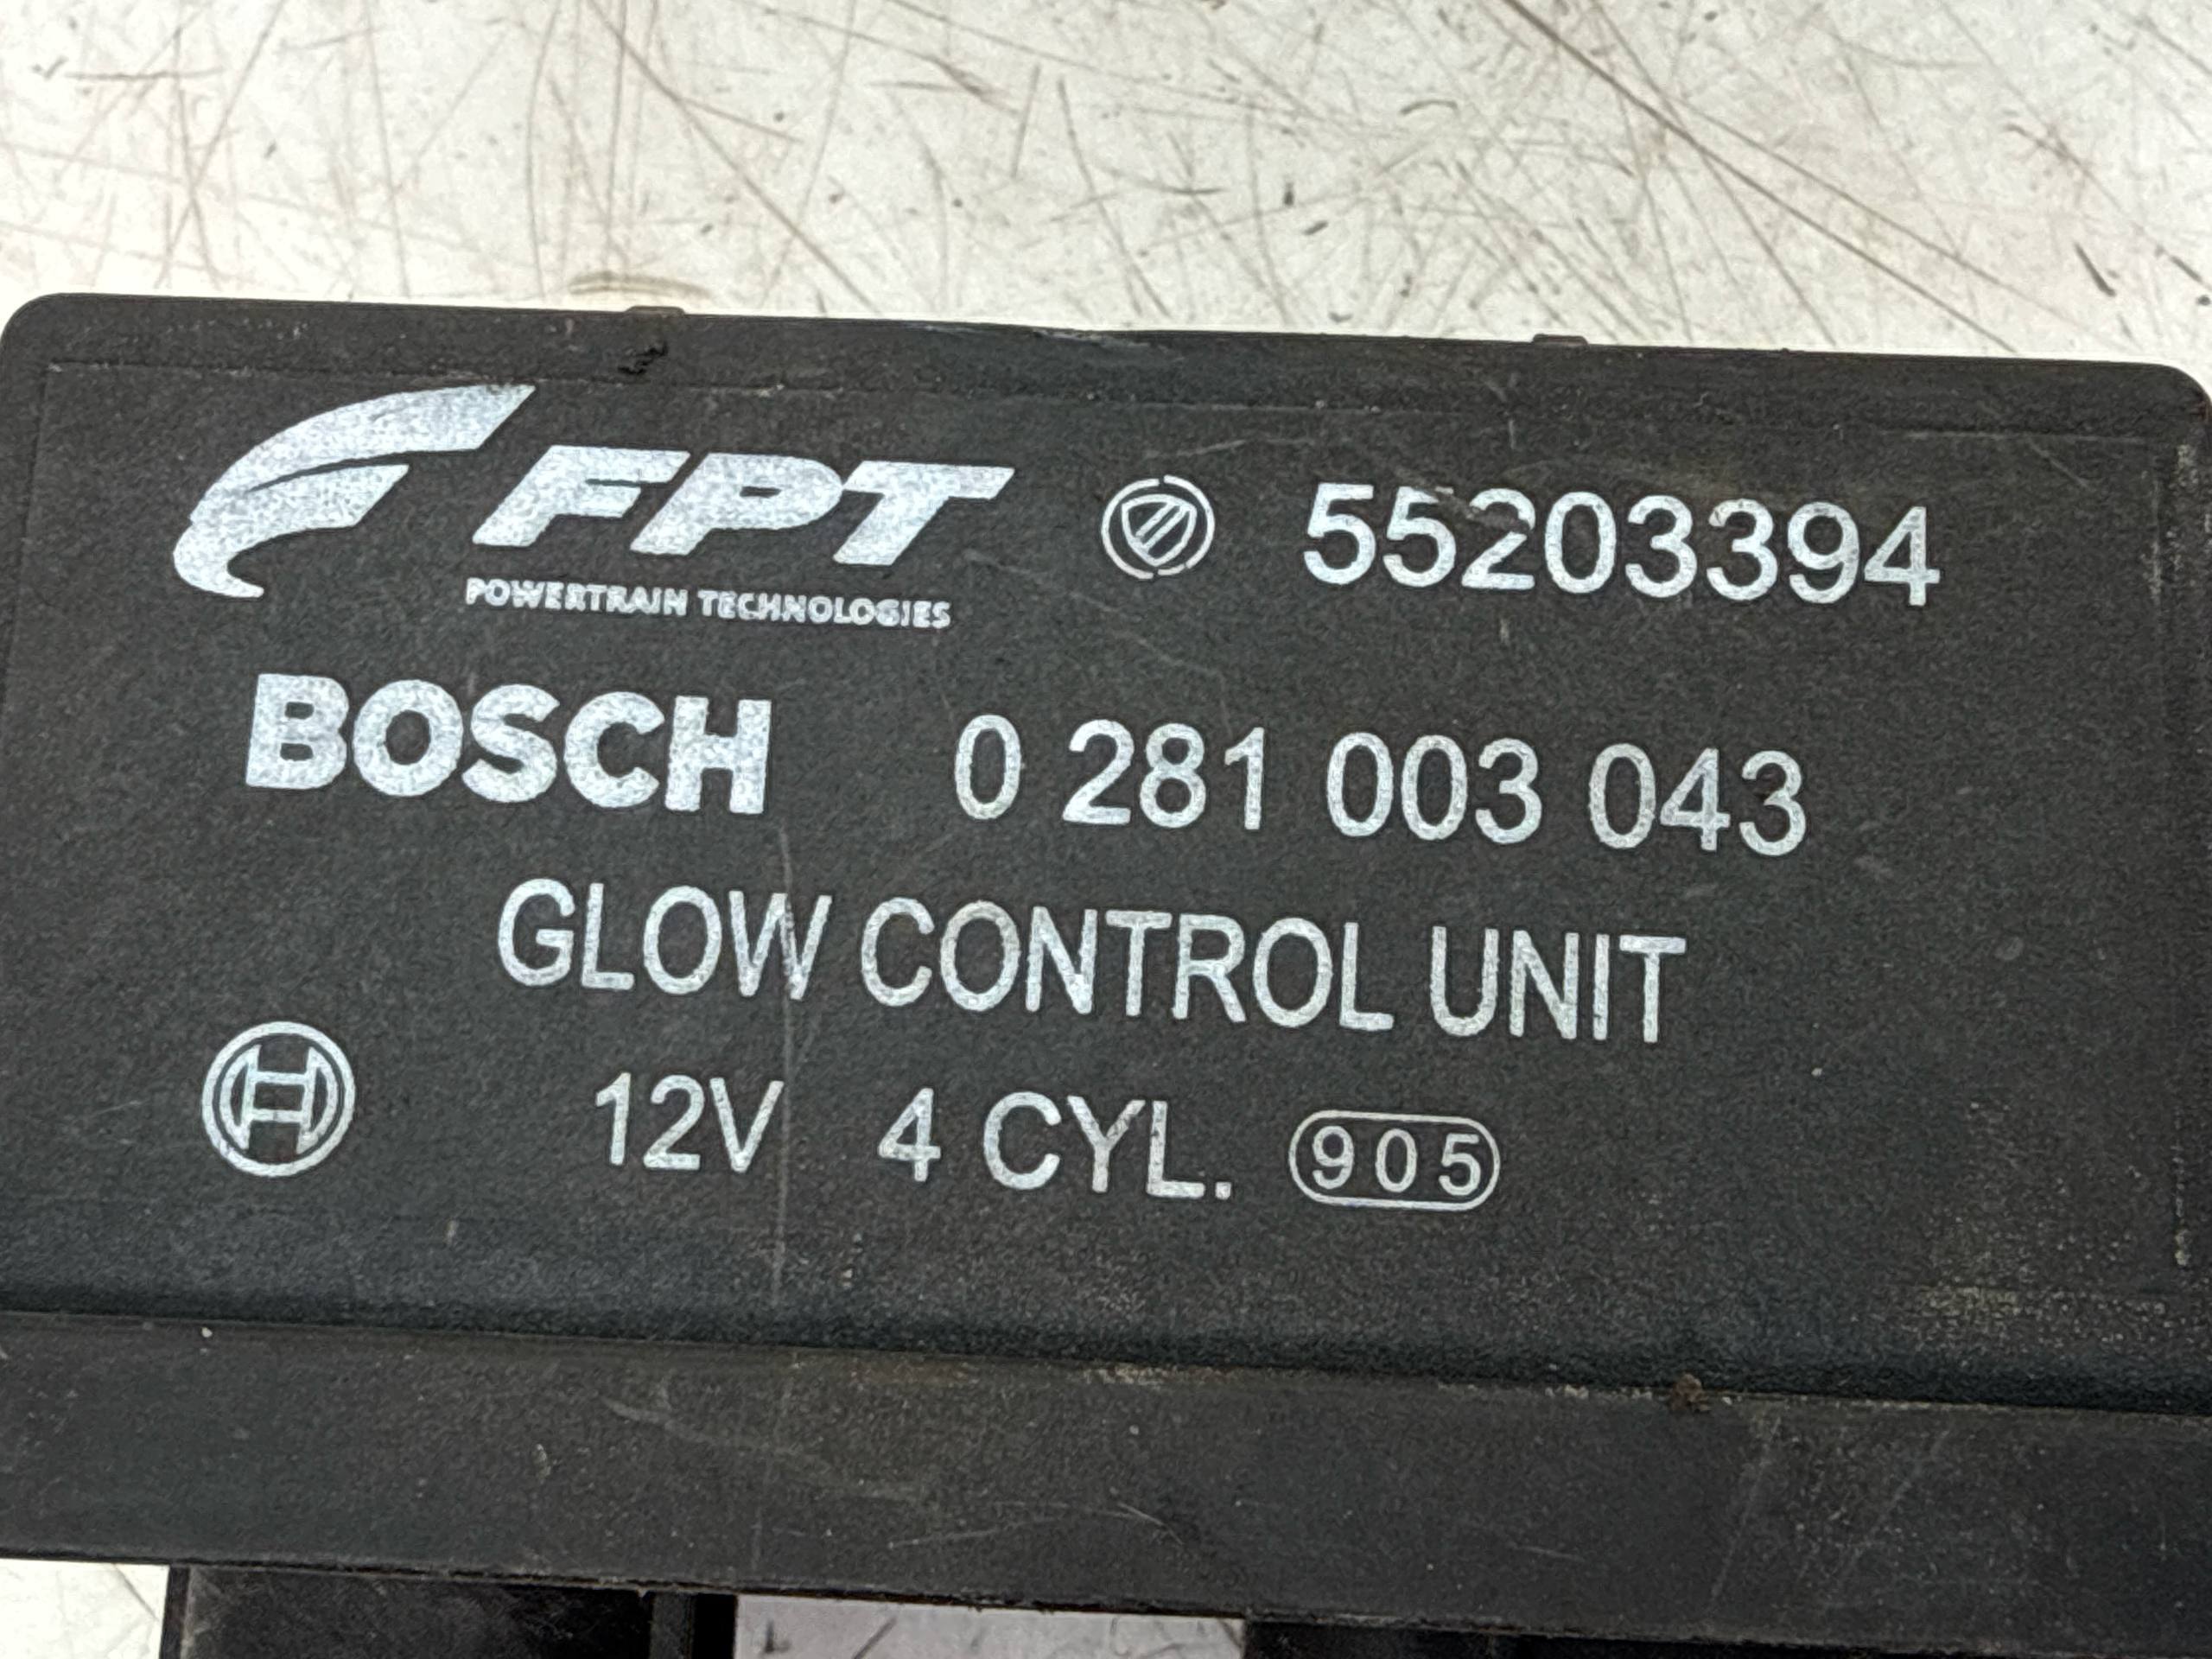 FPT 55203394
POWERTRAIN TECHNOLOGIES
BOSCH 0 281 003 043
GLOW CONTROL UNIT
12V 4 CYL. 905